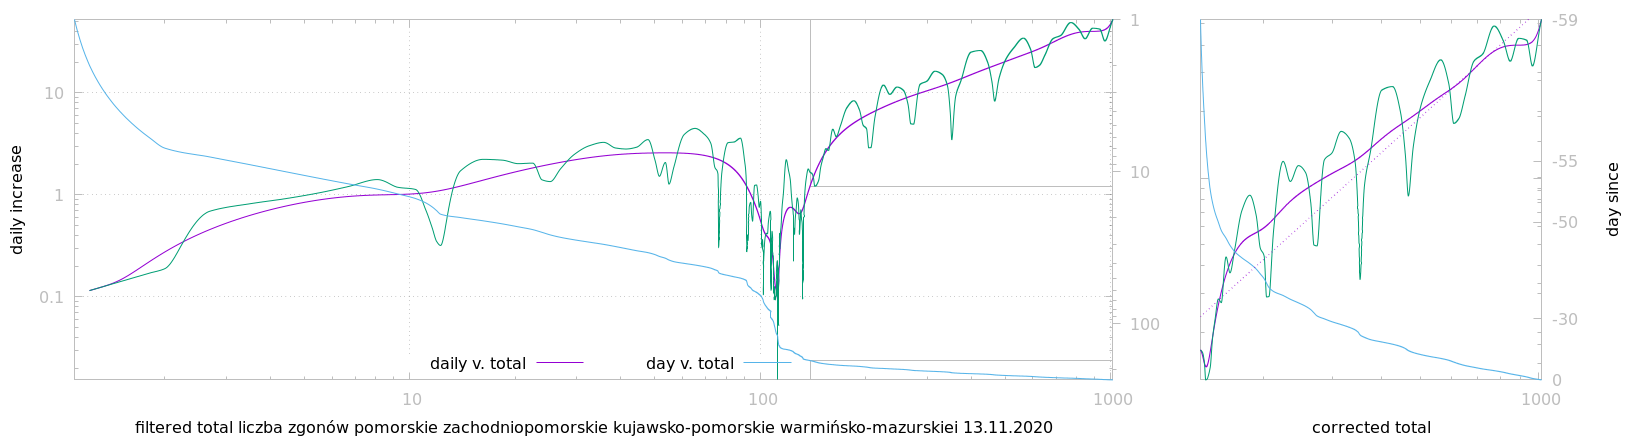 1
-59
10
daily increase
1
0.1
10
100
-55
-50
-30
0
day since
daily v. total
day v. total
10
100
1000
1000
filtered total liczba zgonów pomorskie zachodniopomorskie kujawsko-pomorskie warmińsko-mazurskiei 13.11.2020
corrected total